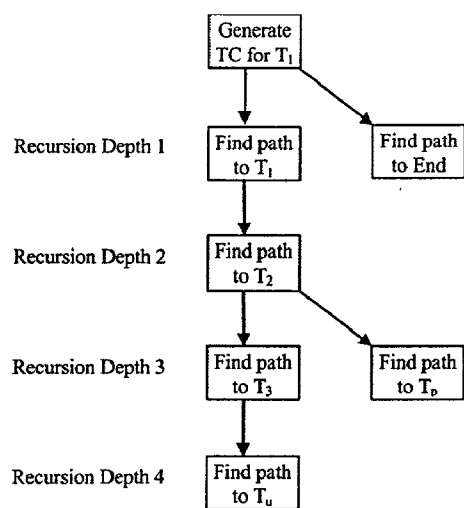 Generate
TC for T1
Recursion Depth 1
Find path
to T1
Find path
to End
Recursion Depth 2
Find path
to T2
Recursion Depth 3
Find path
to T3
Find path
to Tp
Recursion Depth 4
Find path
to Tu